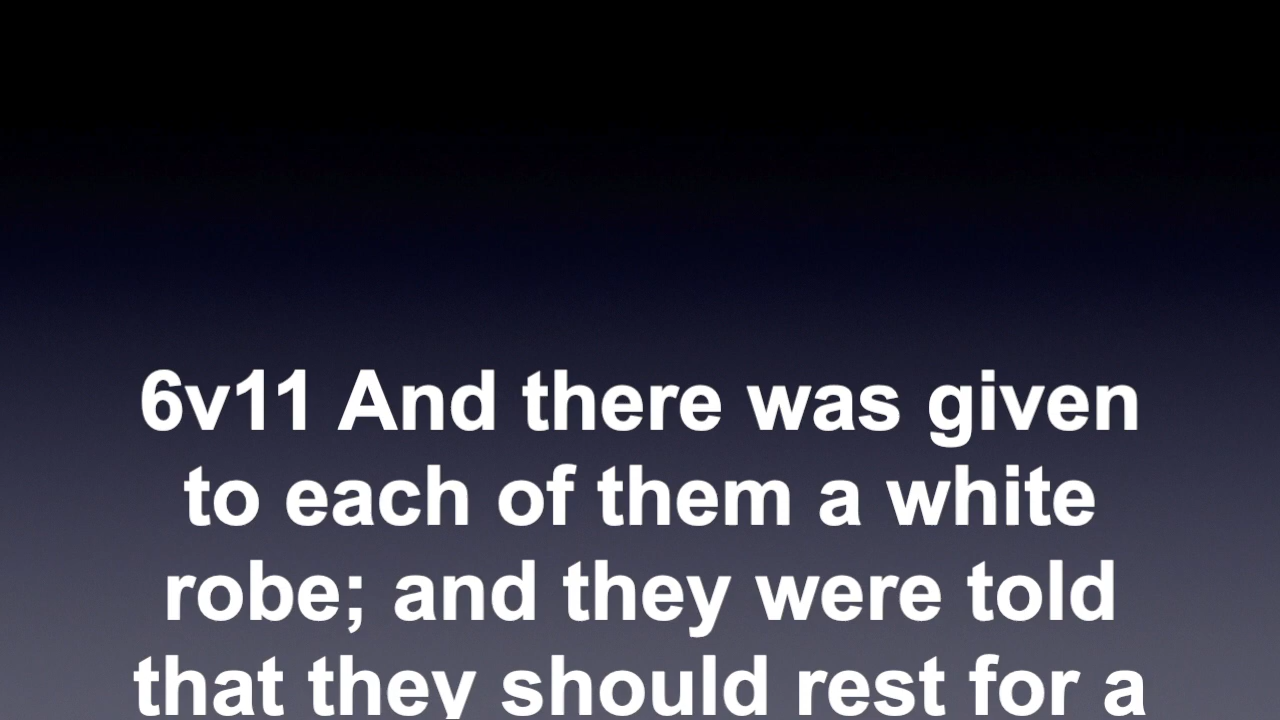 6v11 And there was given
to each of them a white
robe; and they were told
that they should rest for a